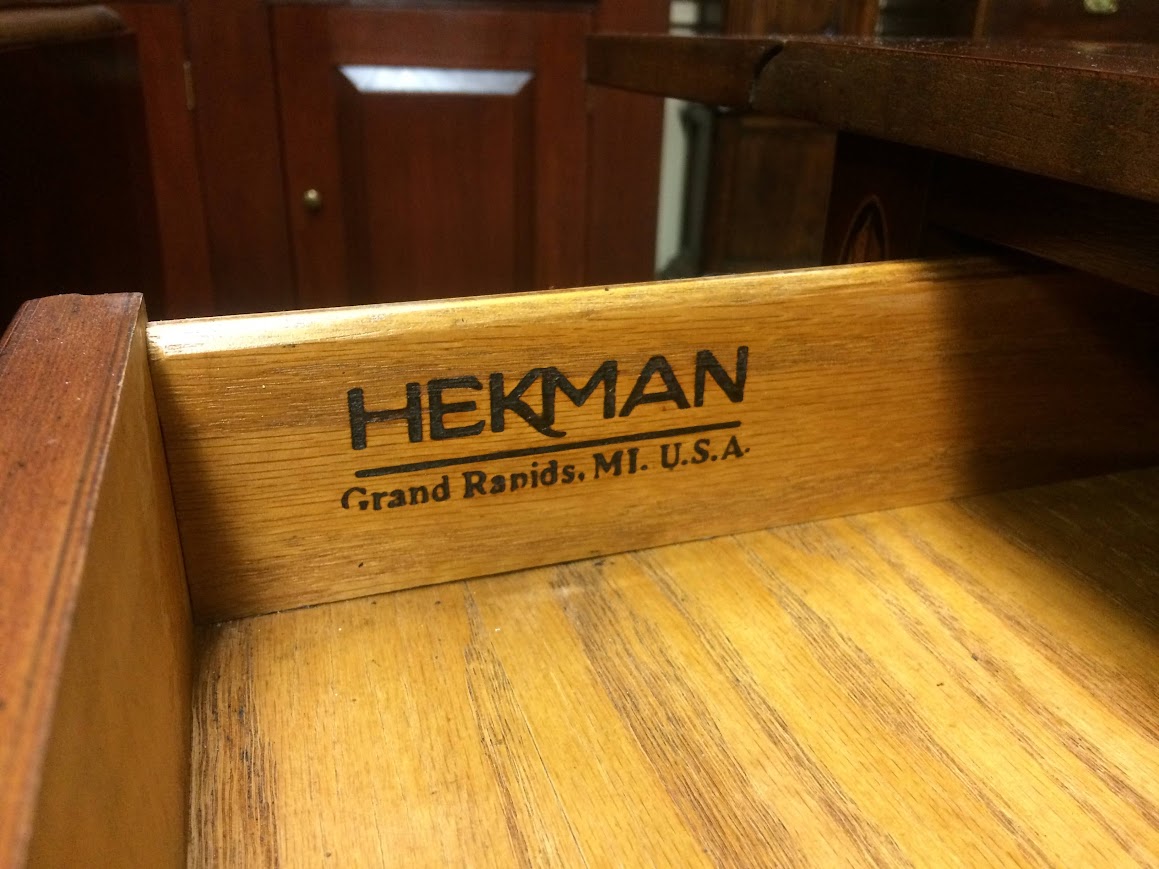 HEKMAN
Grand Rapids, MI. U.S.A.